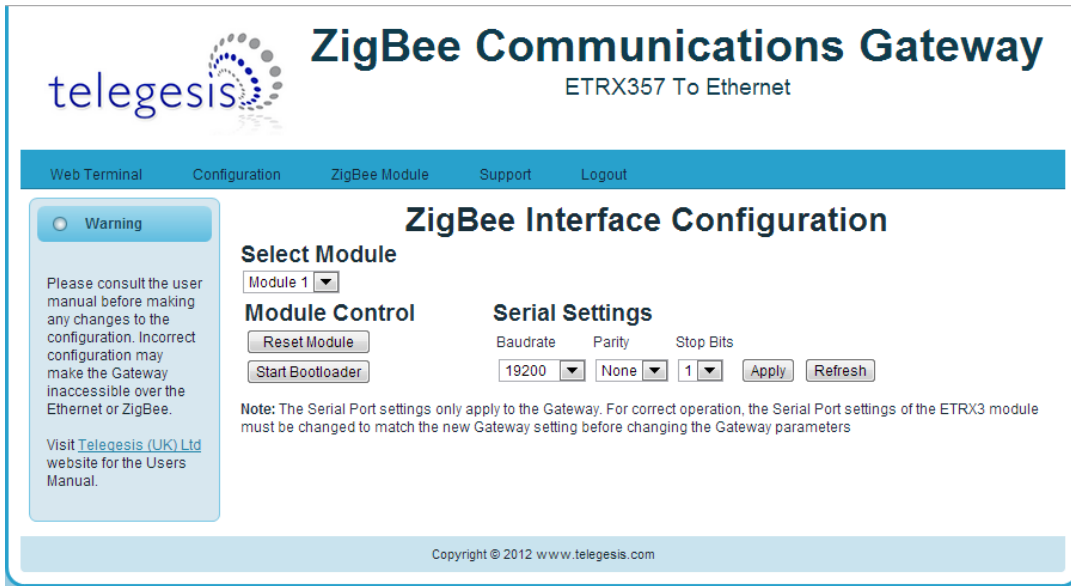 telegesis
ZigBee Communications Gateway
ETRX357 To Ethernet
Web Terminal Configuration ZigBee Module Support Logout
Warning
Please consult the user
manual before making
any changes to the
configuration. Incorrect
configuration may
make the Gateway
inaccessible over the
Ethernet or ZigBee.
Visit Telegesis (UK) Ltd
website for the Users
Manual.
ZigBee Interface Configuration
Select Module
Module 1
Module Control
Reset Module
Start Bootloader
Serial Settings
Baudrate Parity Stop Bits
19200 None 1 Apply Refresh
Note: The Serial Port settings only apply to the Gateway. For correct operation, the Serial Port settings of the ETRX3 module
must be changed to match the new Gateway setting before changing the Gateway parameters
Copyright © 2012 www.telegesis.com